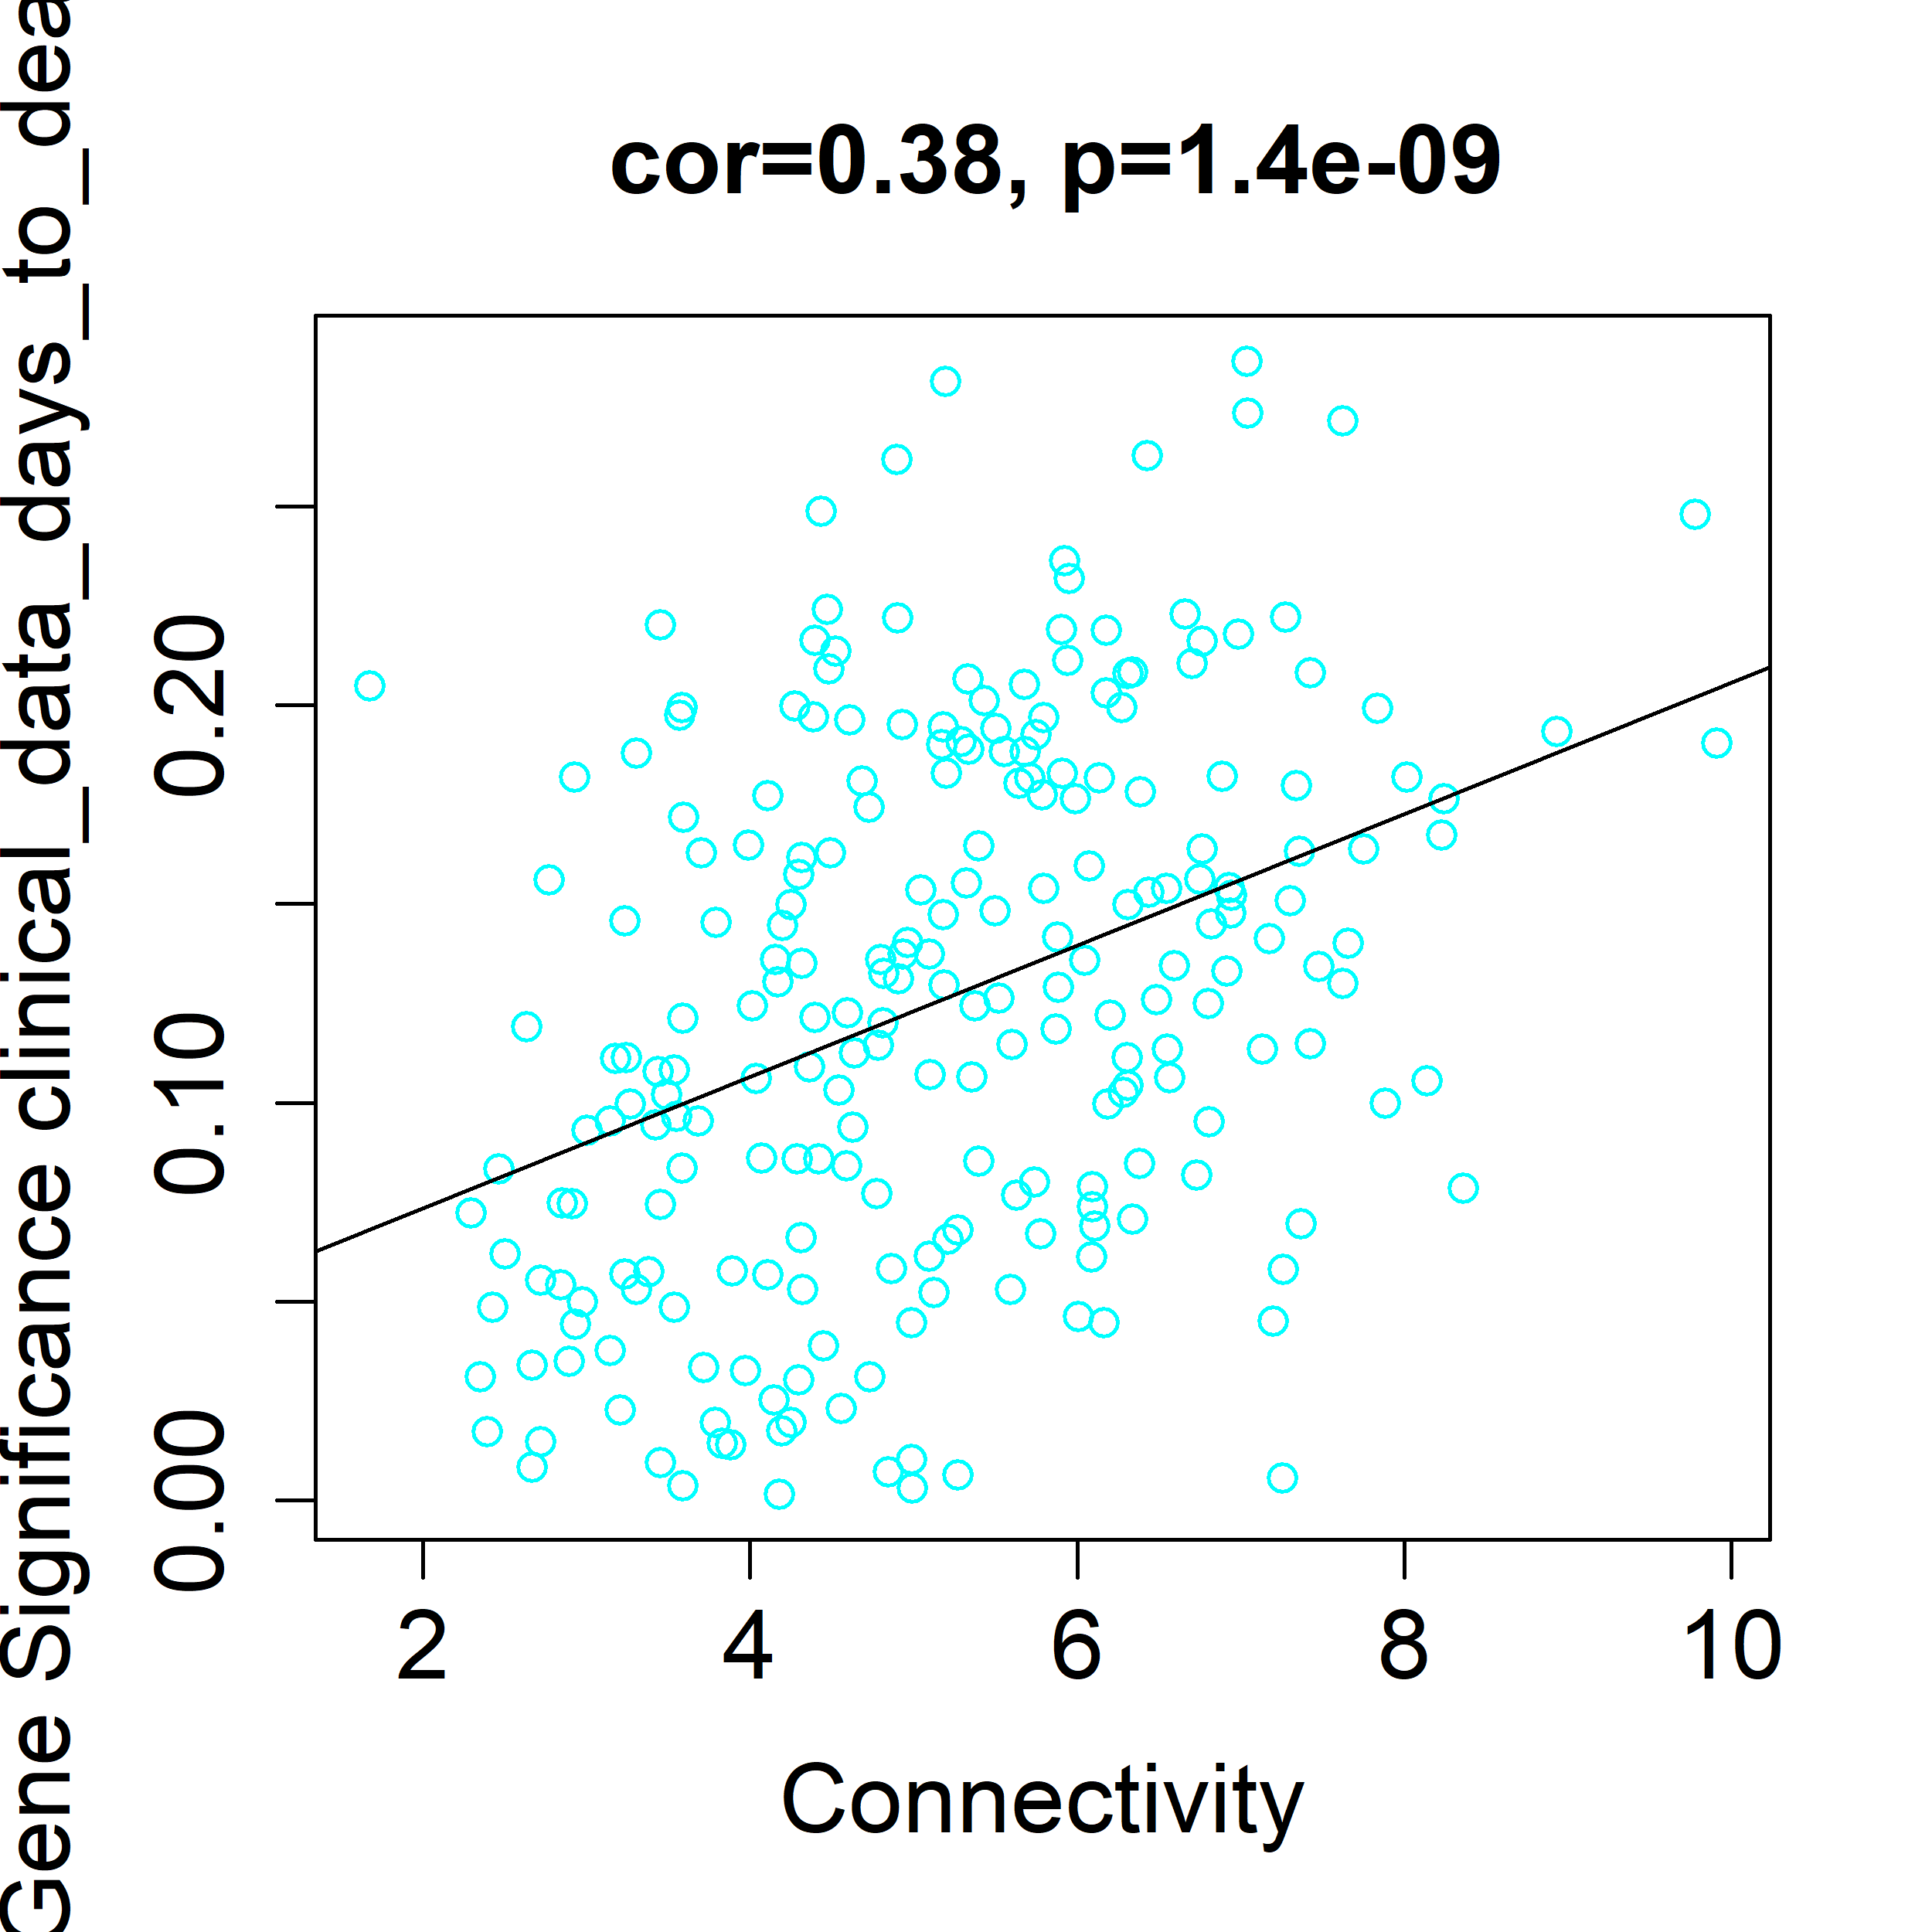 cor=0.38, p=1.4e-09
Gene Significance clinical_data_days_to_dea
0.20
0.10
0.00
2 4 6 8 10
Connectivity